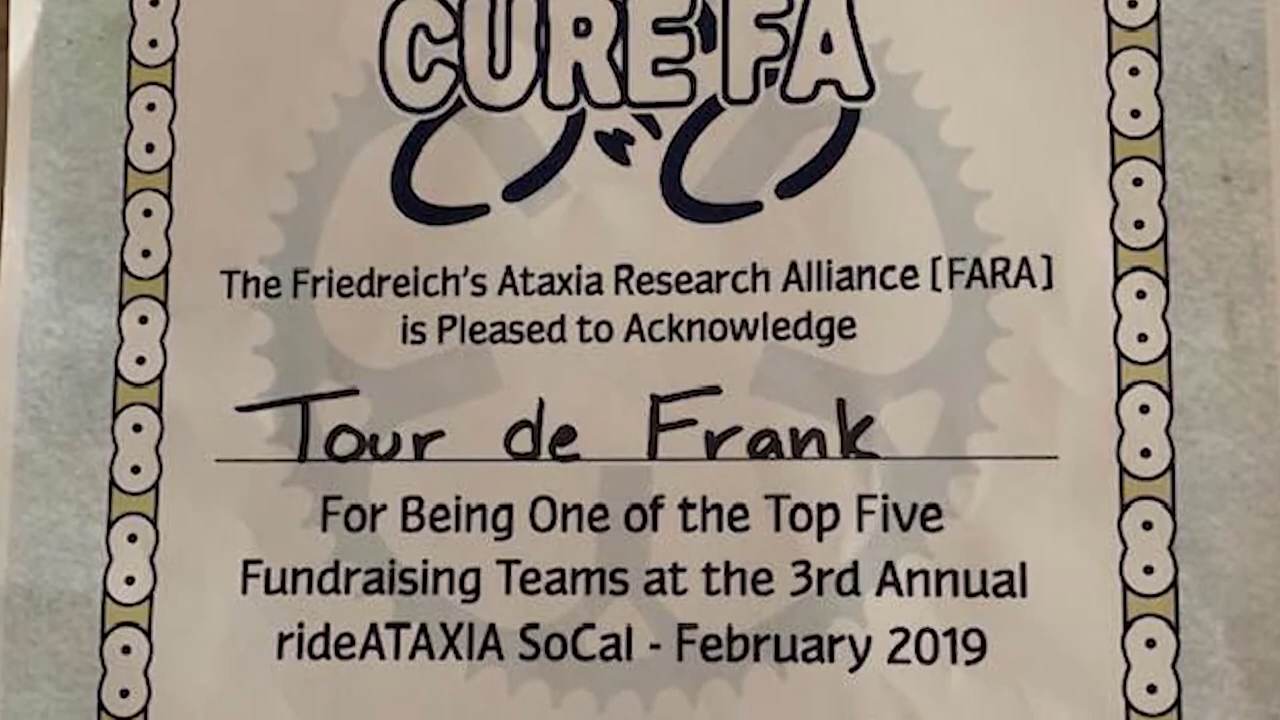 CURE FA
The Friedreich's Ataxia Research Alliance [FARA]
is Pleased to Acknowledge
Tour de Frank
For Being One of the Top Five
Fundraising Teams at the 3rd Annual
rideATAXIA SoCal - February 2019